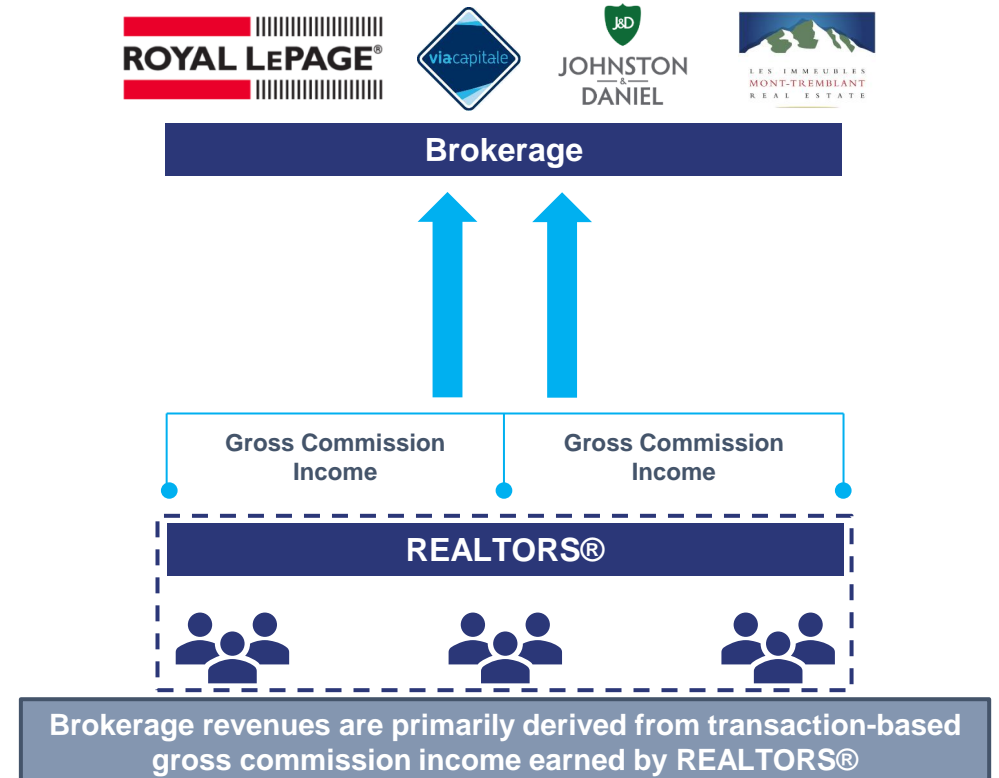 ROYAL LEPAGE®
viacapitale
J&D
JOHNSTON
&
DANIEL
LES IMMEUBLES
MONT-TREMBLANT
REAL ESTATE
Brokerage
Gross Commission
Income
Gross Commission
Income
REALTORS®
Brokerage revenues are primarily derived from transaction-based
gross commission income earned by REALTORS®